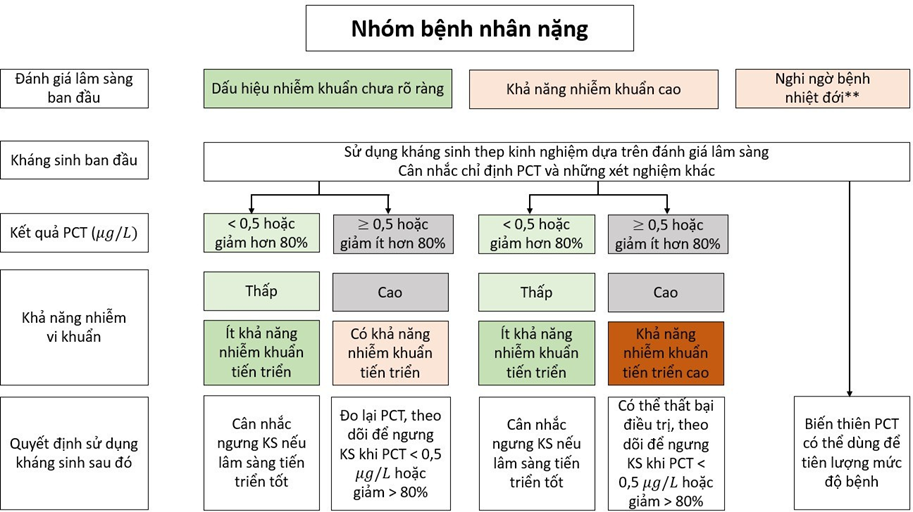 Nhóm bệnh nhân nặng
Đánh giá lâm sàng
ban đầu
Dấu hiệu nhiễm khuẩn chưa rõ ràng
Khả năng nhiễm khuẩn cao
Nghi ngờ bệnh
nhiệt đới**
Kháng sinh ban đầu
Sử dụng kháng sinh thep kinh nghiệm dựa trên đánh giá lâm sàng
Cân nhắc chỉ định PCT và những xét nghiệm khác
Kết quả PCT (μg/L)
< 0,5 hoặc
giảm hơn 80%
≥ 0,5 hoặc
giảm ít hơn 80%
< 0,5 hoặc
giảm hơn 80%
≥ 0,5 hoặc
giảm ít hơn 80%
Khả năng nhiễm
vi khuẩn
Thấp
Cao
Thấp
Cao
Ít khả năng
nhiễm khuẩn
tiến triển
Có khả năng
nhiễm khuẩn
tiến triển
Ít khả năng
nhiễm khuẩn
tiến triển
Khả năng
nhiễm khuẩn
tiến triển cao
Quyết định sử dụng
kháng sinh sau đó
Cân nhắc
ngưng KS nếu
lâm sàng tiến
triển tốt
Đo lại PCT, theo
dõi để ngưng
KS khi PCT < 0,5
μg/L hoặc
giảm > 80%
Cân nhắc
ngưng KS nếu
lâm sàng tiến
triển tốt
Có thể thất bại
điều trị, theo
dõi để ngưng
KS khi PCT <
0,5 μg/L hoặc
giảm > 80%
Biến thiên PCT
có thể dùng để
tiên lượng mức
độ bệnh